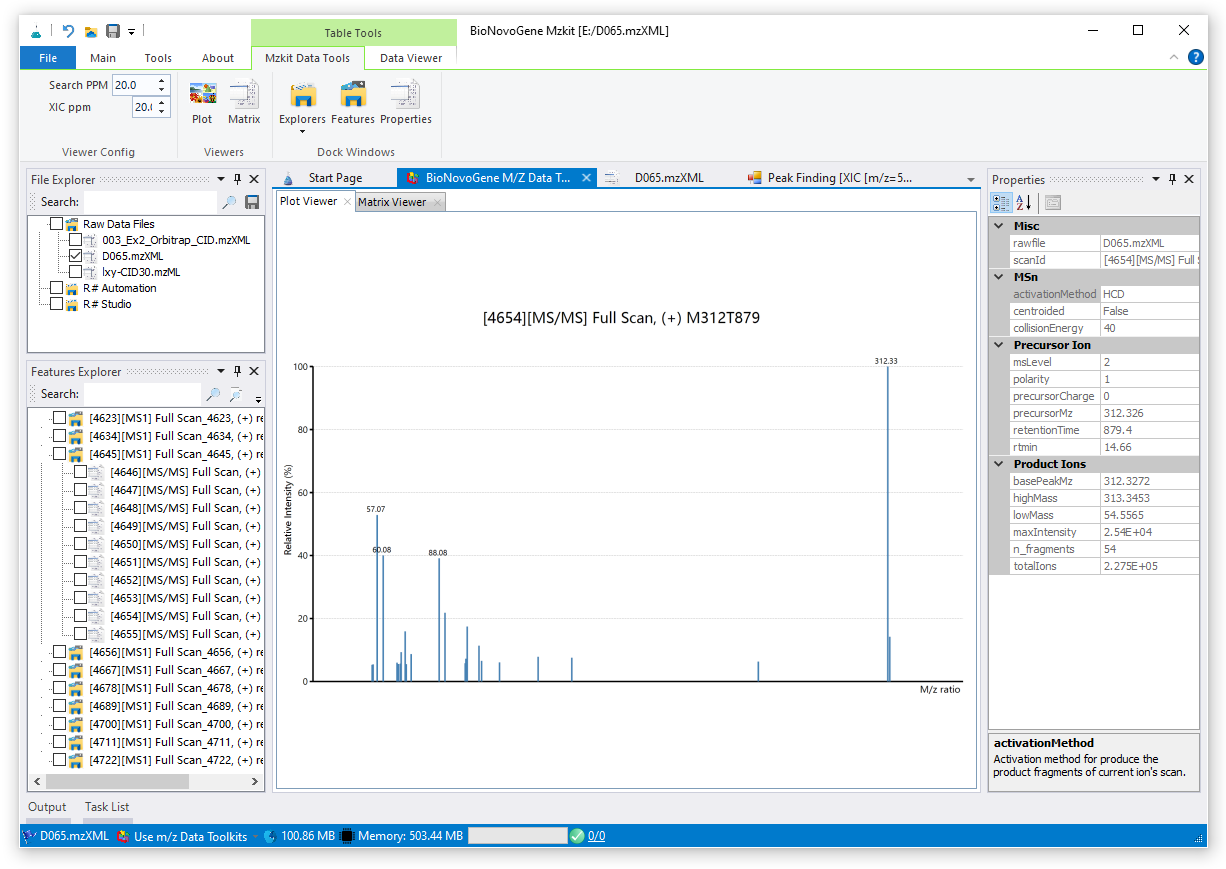 Table Tools
BioNovoGene Mzkit [E:/D065.mzXML]
File Main Tools About Mzkit Data Tools Data Viewer
?
Search PPM 20.0
XIC ppm 20.
Plot Matrix
Explorers Features Properties
Viewer Config Viewers Dock Windows
File Explorer
Search:
Raw Data Files
003_Ex2_Orbitrap_CID.mzXML
D065.mzXML
lxy-CID30.mzML
R# Automation
R# Studio
Features Explorer
Search:
[4623][MS1] Full Scan_4623, (+) re
[4634][MS1] Full Scan_4634, (+) re
[4645][MS1] Full Scan_4645, (+) re
[4646][MS/MS] Full Scan, (+)
[4647][MS/MS] Full Scan, (+)
[4648][MS/MS] Full Scan, (+)
[4649][MS/MS] Full Scan, (+)
[4650][MS/MS] Full Scan, (+)
[4651][MS/MS] Full Scan, (+)
[4652][MS/MS] Full Scan, (+)
[4653][MS/MS] Full Scan, (+)
[4654][MS/MS] Full Scan, (+)
[4655][MS/MS] Full Scan, (+)
[4656][MS1] Full Scan_4656, (+) re
[4667][MS1] Full Scan_4667, (+) re
[4678][MS1] Full Scan_4678, (+) re
[4689][MS1] Full Scan_4689, (+) re
[4700][MS1] Full Scan_4700, (+) re
[4711][MS1] Full Scan_4711, (+) re
[4722][MS1] Full Scan_4722, (+) re
Output Task List
Start Page BioNovoGene M/Z Data T... D065.mzXML Peak Finding [XIC [m/z=5...
Plot Viewer Matrix Viewer
[4654][MS/MS] Full Scan, (+) M312T879
312.33
100
80
60
57.07
60.08
88.08
40
20
0
Relative Intensity (%)
M/z ratio
Properties
A
Z
Misc
rawfile D065.mzXML
scanId [4654][MS/MS] Full
MSn
activationMethod HCD
centroided False
collisionEnergy 40
Precursor Ion
msLevel 2
polarity 1
precursorCharge 0
precursorMz 312.326
retentionTime 879.4
rtmin 14.66
Product Ions
basePeakMz 312.3272
highMass 313.3453
lowMass 54.5565
maxIntensity 2.54E+04
n_fragments 54
totalIons 2.275E+05
activationMethod
Activation method for produce the
product fragments of current ion's scan.
D065.mzXML Use m/z Data Toolkits 100.86 MB Memory: 503.44 MB 0/0